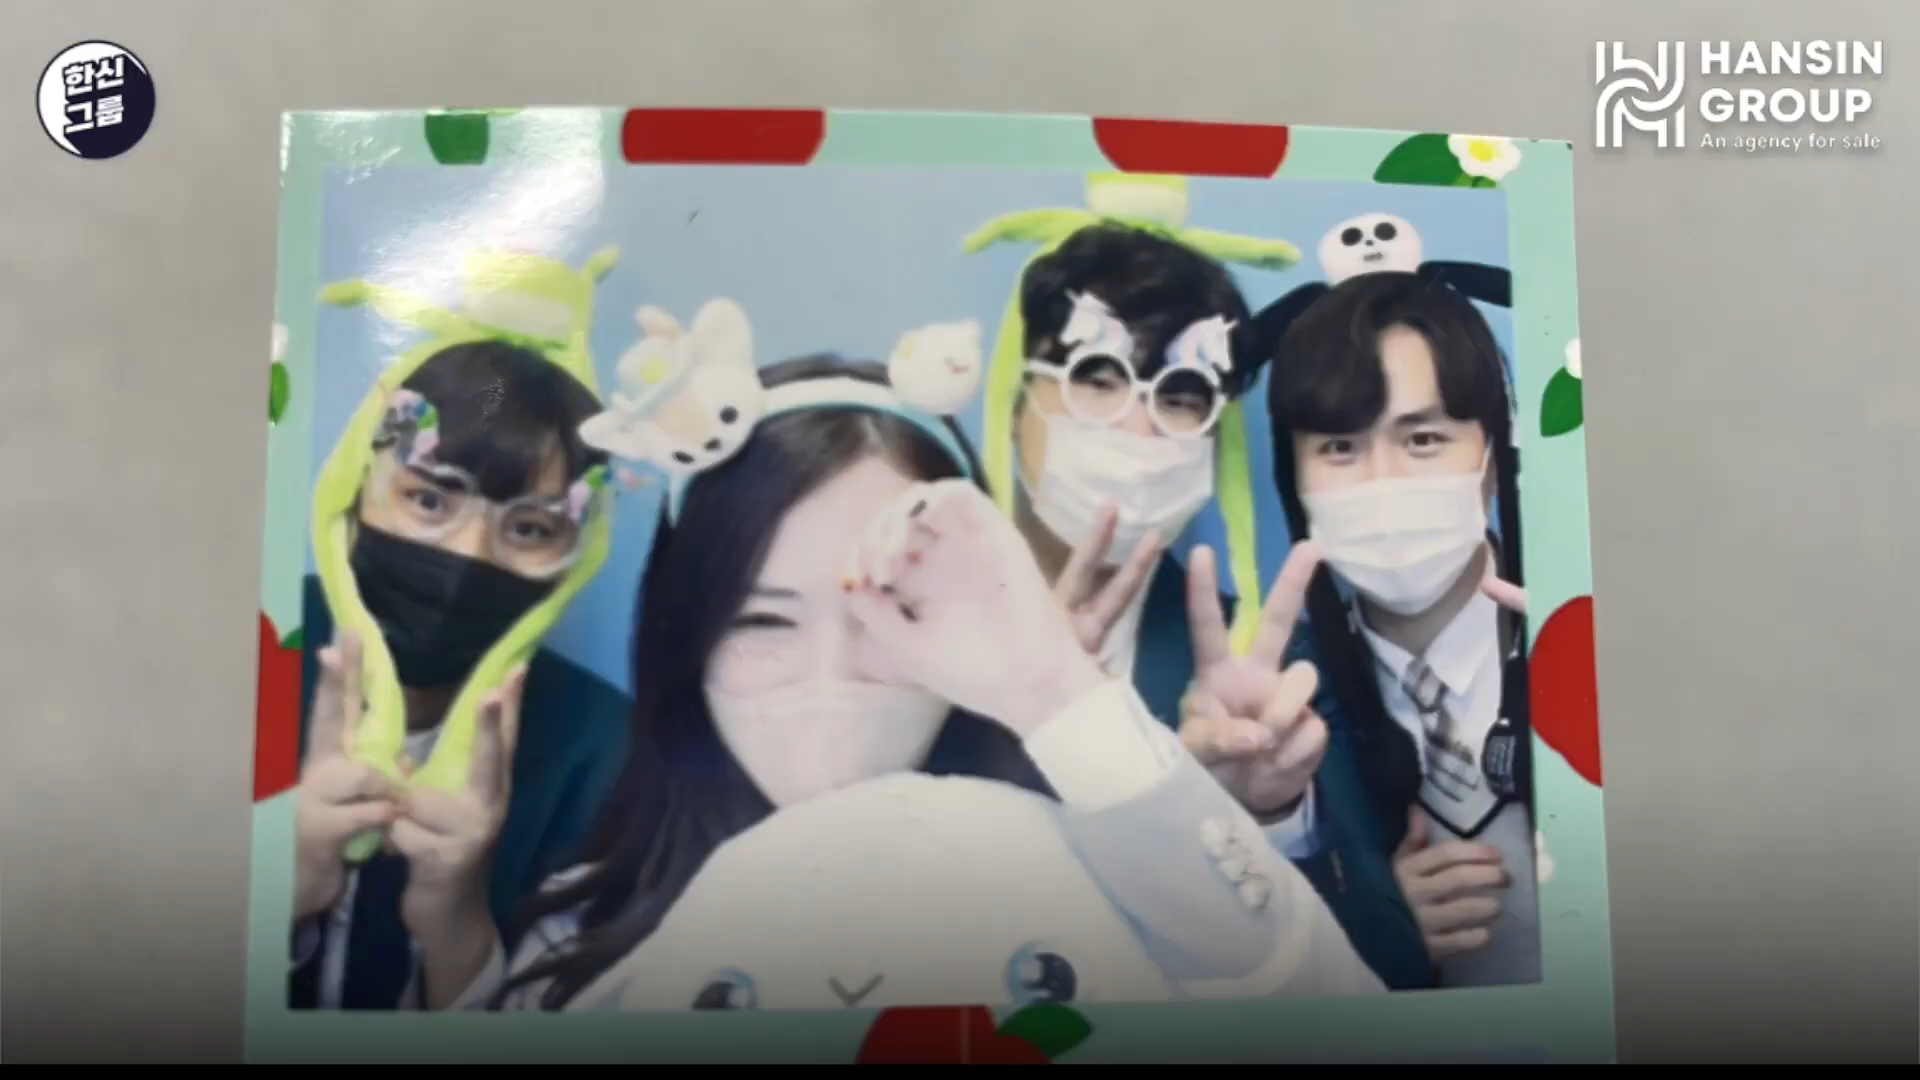 한신
그룹
HANSIN
GROUP
An agency for sale